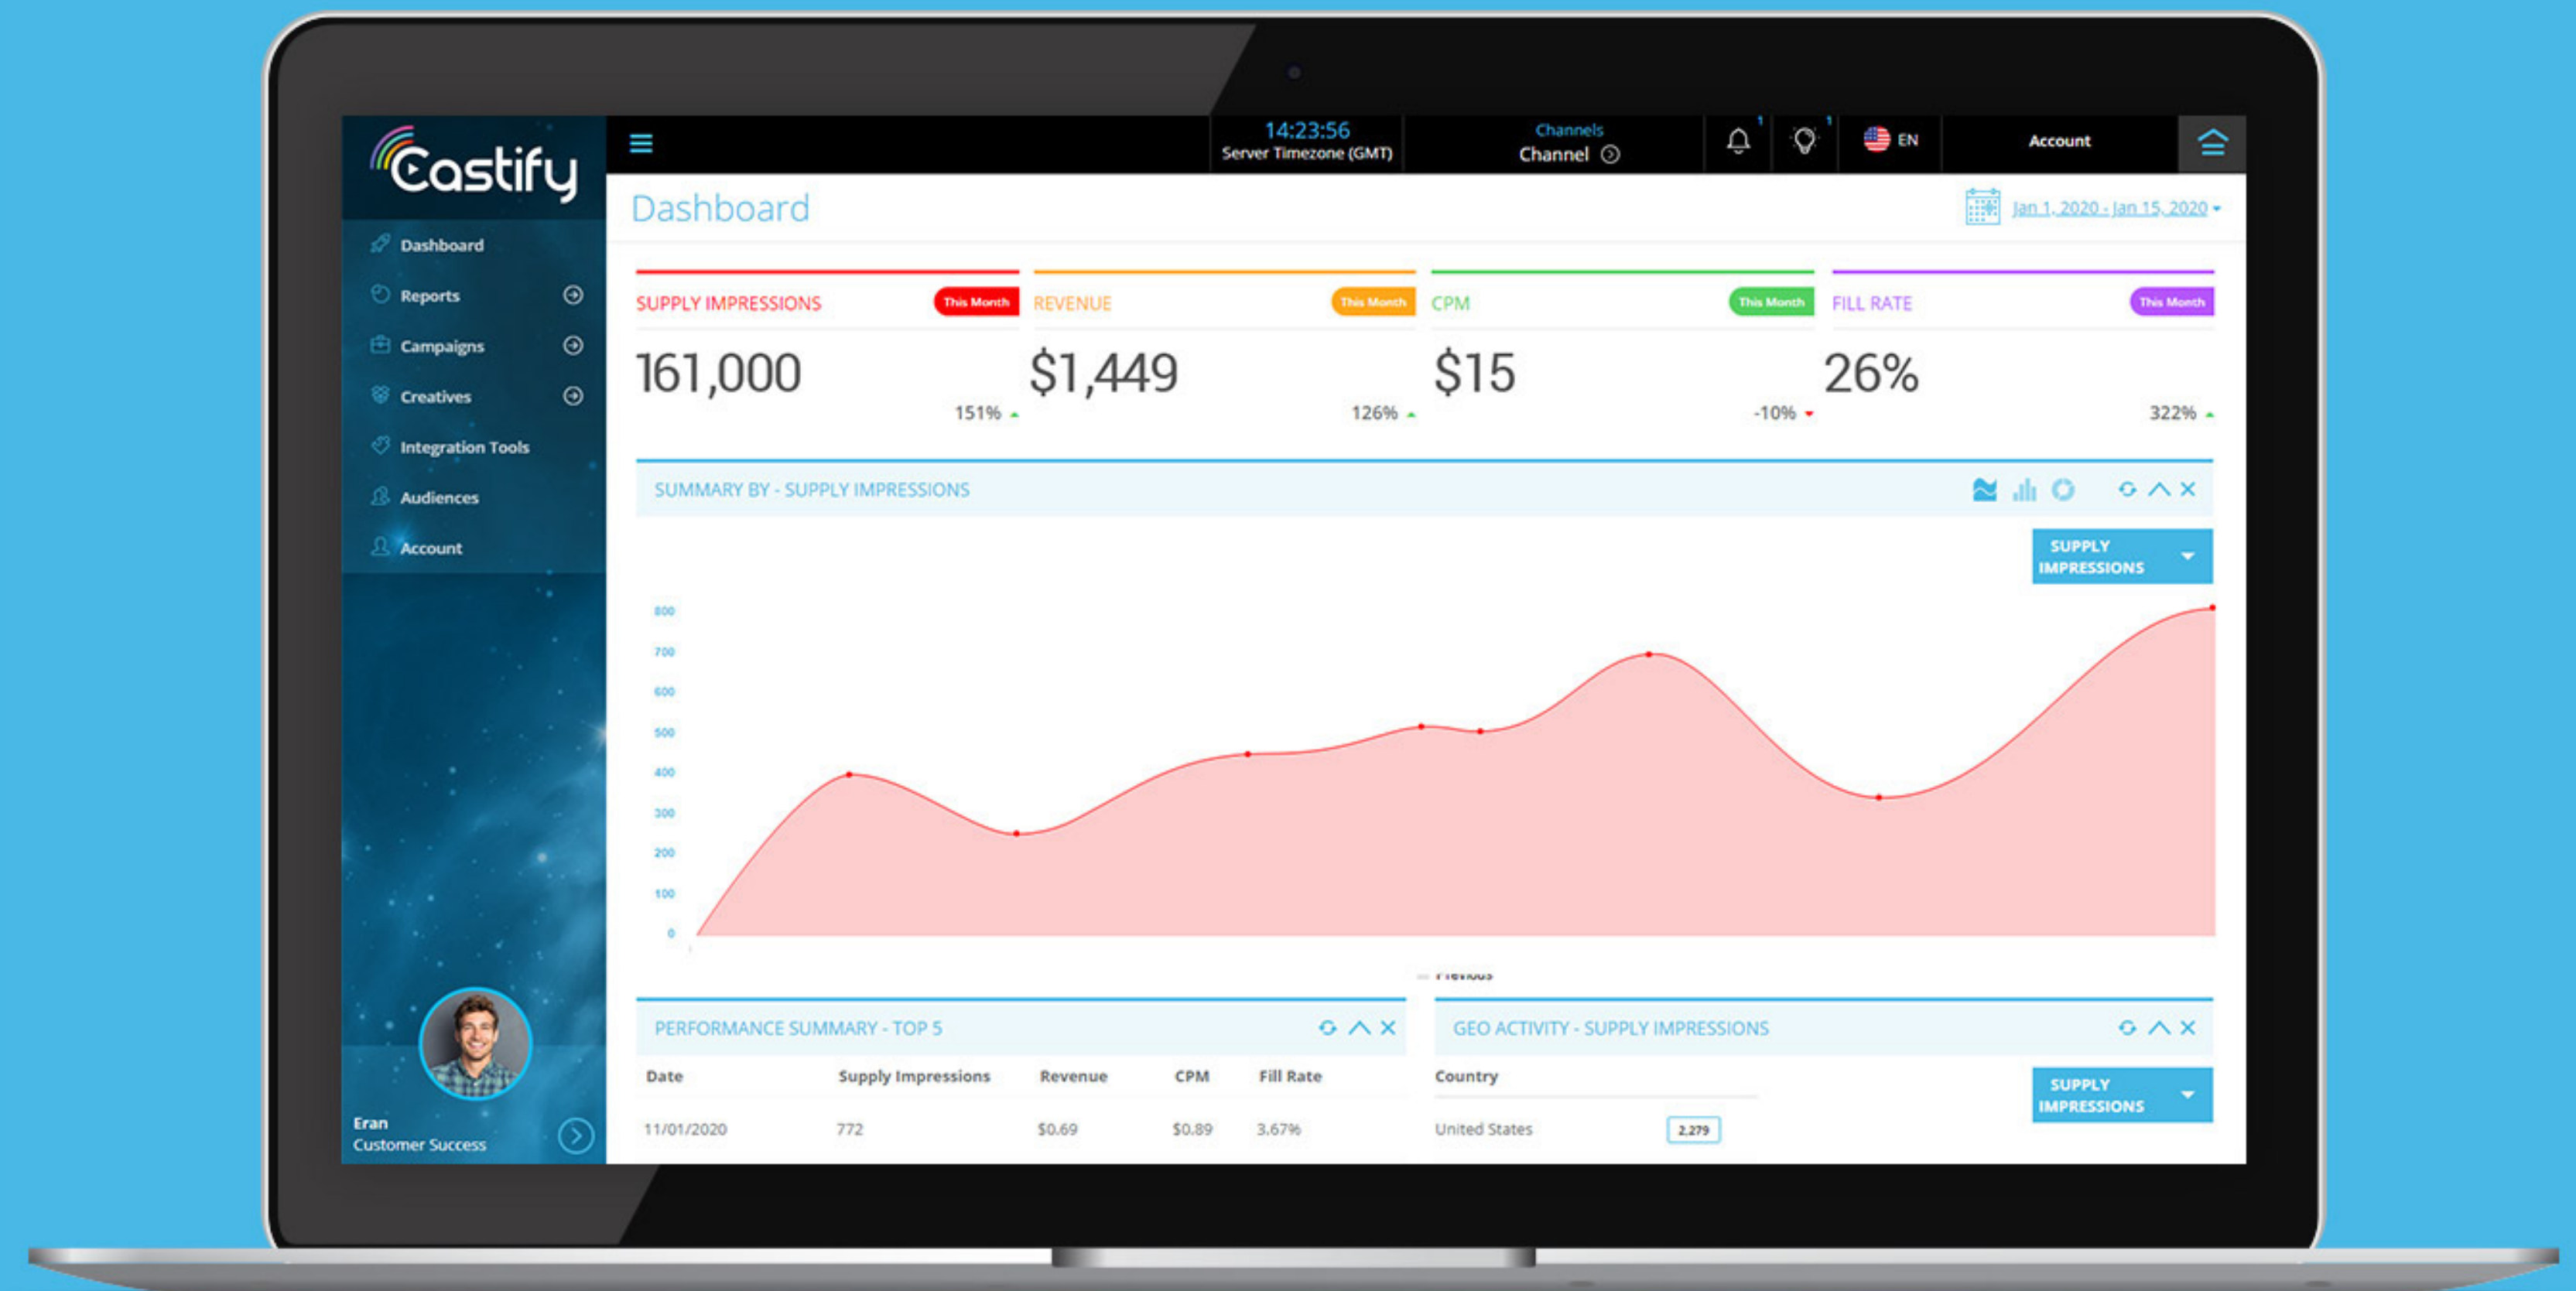 Castify
Dashboard
Reports
Campaigns
Creatives
Integration Tools
Audiences
Account
Eran
Customer Success
14:23:56
Server Timezone (GMT)
Channels
Channel
1
1
EN
Account
Dashboard
Jan 1, 2020 - Jan 15, 2020
SUPPLY IMPRESSIONS This Month
161,000
151%
REVENUE This Month
$1,449
126%
CPM This Month
$15
-10%
FILL RATE This Month
26%
322%
SUMMARY BY - SUPPLY IMPRESSIONS
SUPPLY
IMPRESSIONS
800
700
600
500
400
300
200
100
0
Previous
PERFORMANCE SUMMARY - TOP 5
Date Supply Impressions Revenue CPM Fill Rate
11/01/2020 772 $0.69 $0.89 3.67%
GEO ACTIVITY - SUPPLY IMPRESSIONS
Country
United States 2,279
SUPPLY
IMPRESSIONS